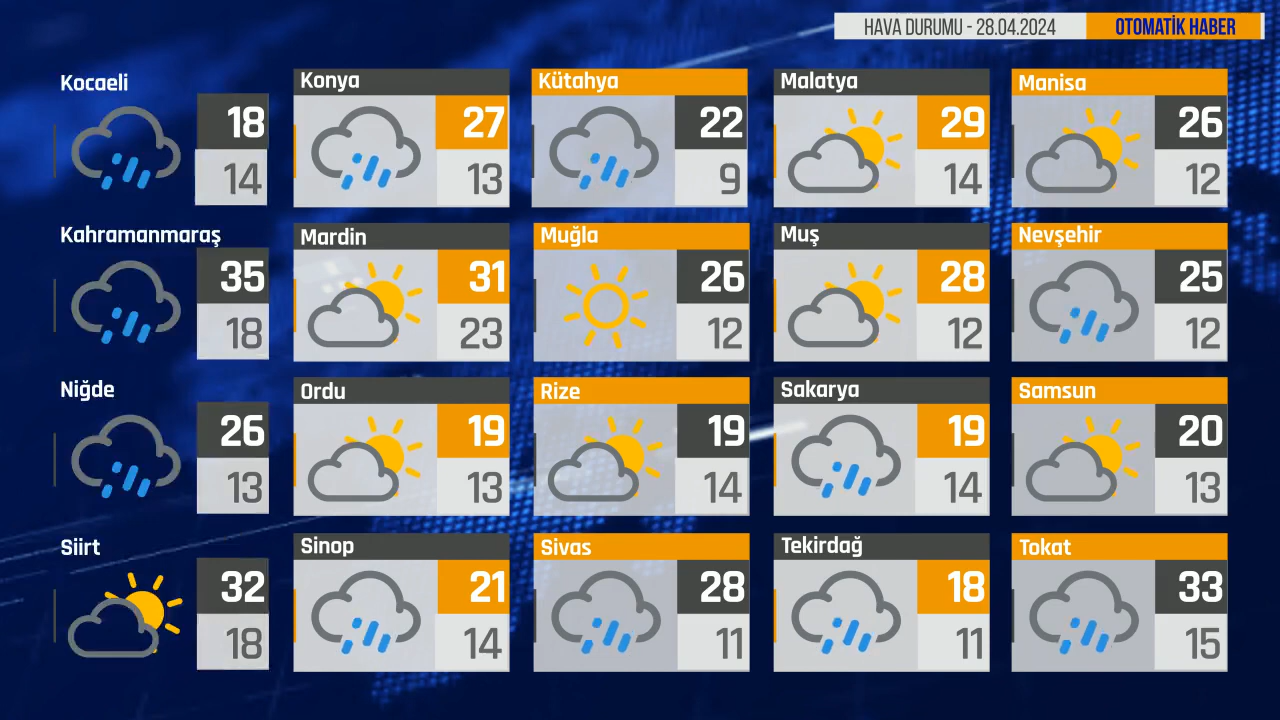 HAVA DURUMU - 28.04.2024
OTOMATİK HABER
Kocaeli
18
14
Konya
27
13
Kütahya
22
9
Malatya
29
14
Manisa
26
12
Kahramanmaraş
35
18
Mardin
31
23
Muğla
26
12
Muş
28
12
Nevşehir
25
12
Niğde
26
13
Ordu
19
13
Rize
19
14
Sakarya
19
14
Samsun
20
13
Siirt
32
18
Sinop
21
14
Sivas
28
11
Tekirdağ
18
11
Tokat
33
15